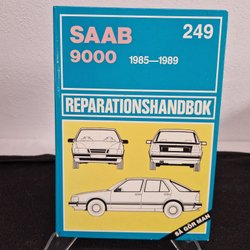 SAAB 249
9000 1985—1989
REPARATIONSHANDBOK
SÅ GÖR MAN